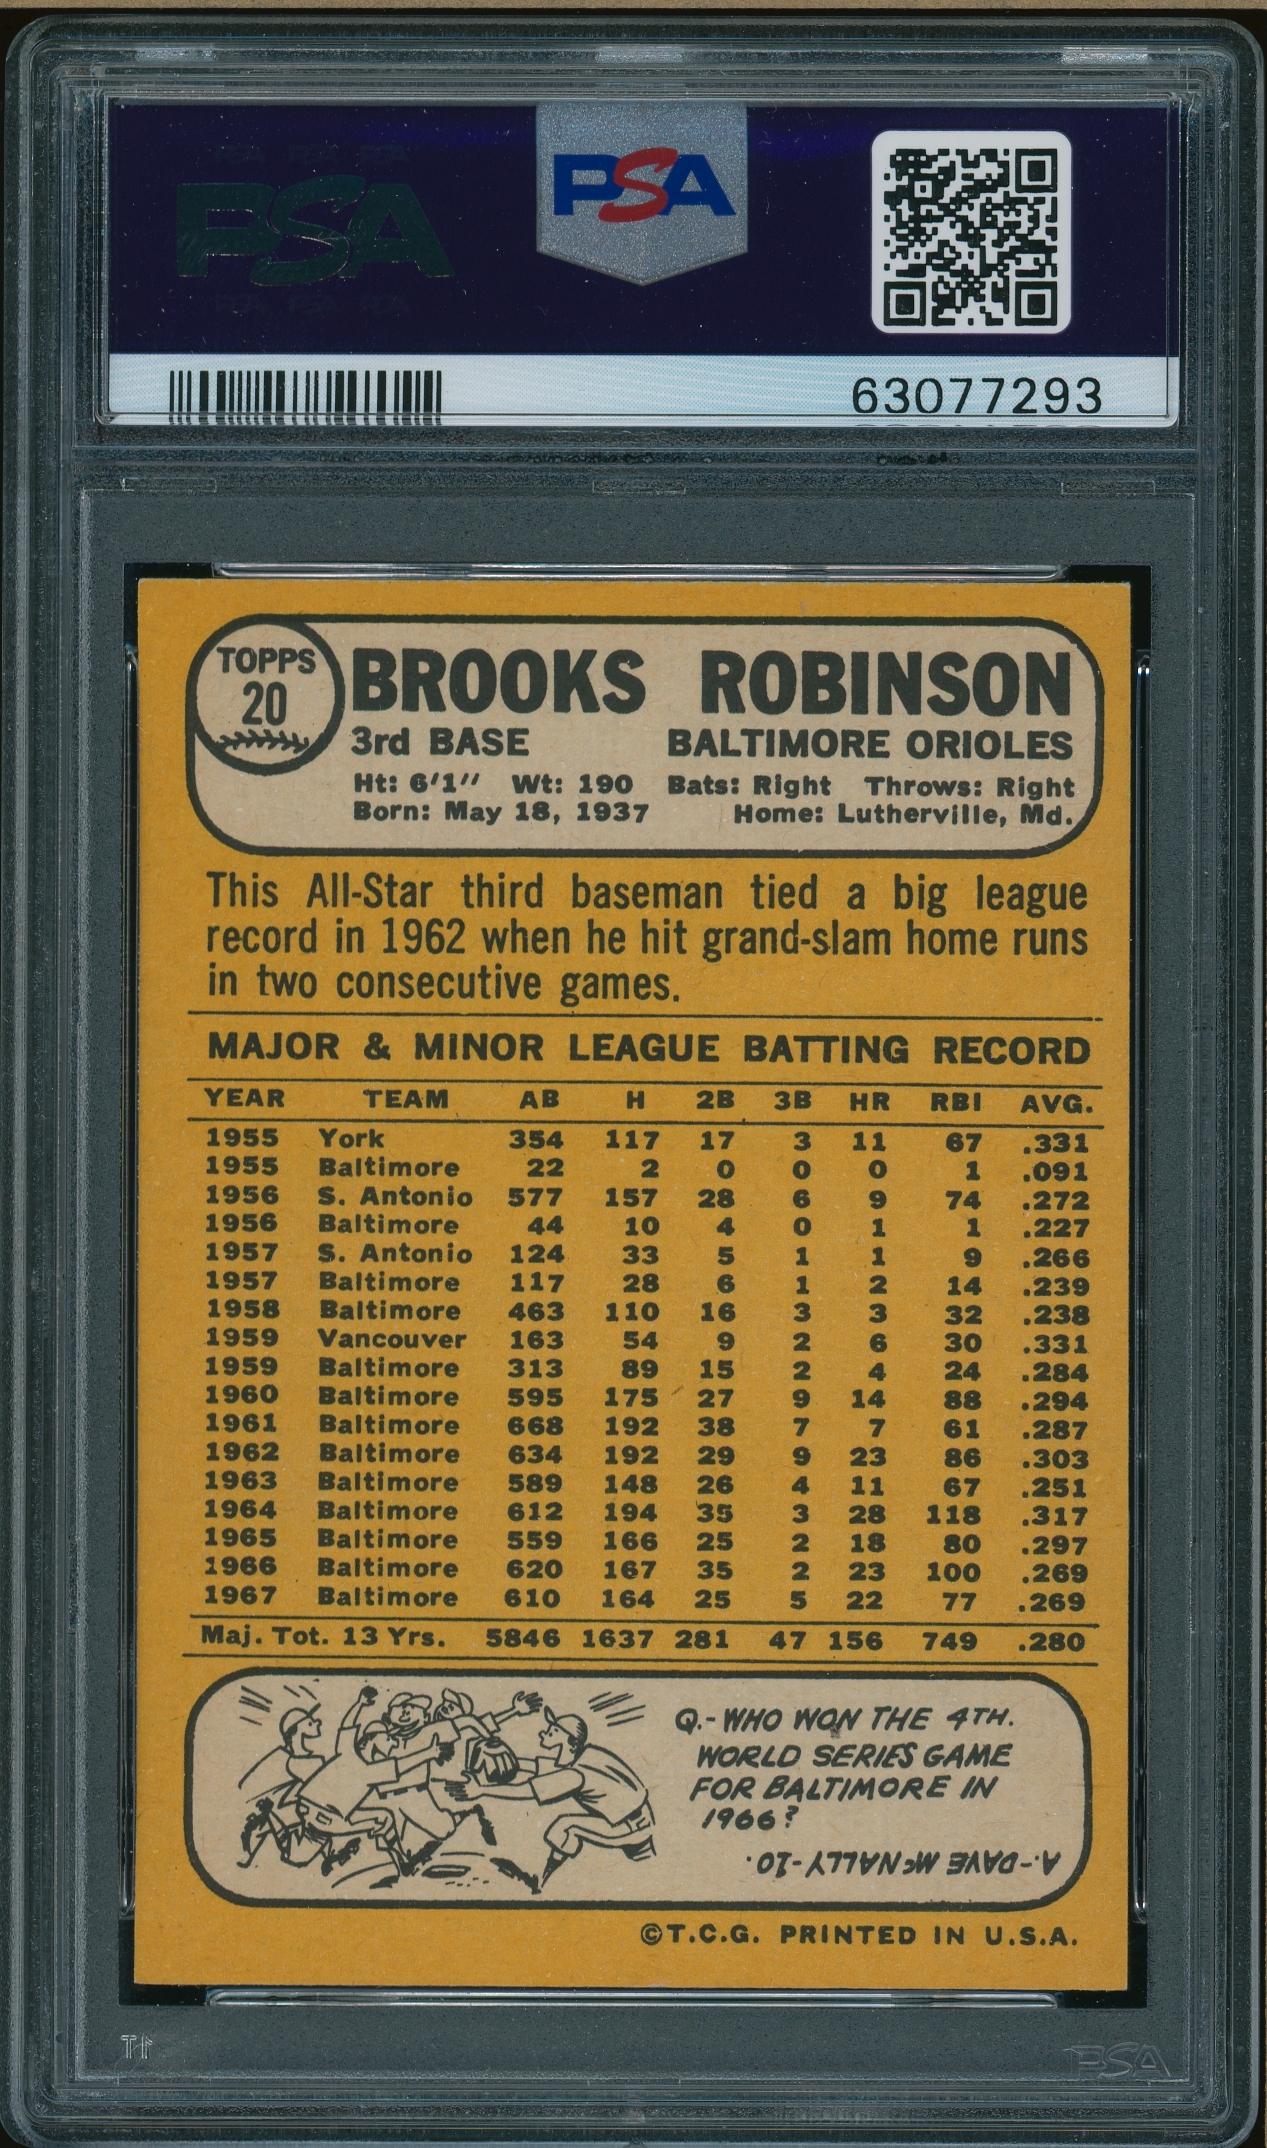 PSA PSA PSA
PSA
PSA PSA PSA
PSA
63077293
TOPPS
20
BROOKS ROBINSON
3rd BASE BALTIMORE ORIOLES
Ht: 6'1" Wt: 190 Bats: Right Throws: Right
Born: May 18, 1937 Home: Lutherville, Md.
This All-Star third baseman tied a big league
record in 1962 when he hit grand-slam home runs
in two consecutive games.
MAJOR & MINOR LEAGUE BATTING RECORD
YEAR TEAM AB H 2B 3B HR RBI AVG.
1955 York 354 117 17 3 11 67 .331
1955 Baltimore 22 2 0 0 0 1 .091
1956 S. Antonio 577 157 28 6 9 74 .272
1956 Baltimore 44 10 4 0 1 1 .227
1957 S. Antonio 124 33 5 1 1 9 .266
1957 Baltimore 117 28 6 1 2 14 .239
1958 Baltimore 463 110 16 3 3 32 .238
1959 Vancouver 163 54 9 2 6 30 .331
1959 Baltimore 313 89 15 2 4 24 .284
1960 Baltimore 595 175 27 9 14 88 .294
1961 Baltimore 668 192 38 7 7 61 .287
1962 Baltimore 634 192 29 9 23 86 .303
1963 Baltimore 589 148 26 4 11 67 .251
1964 Baltimore 612 194 35 3 28 118 .317
1965 Baltimore 559 166 25 2 18 80 .297
1966 Baltimore 620 167 35 2 23 100 .269
1967 Baltimore 610 164 25 5 22 77 .269
Maj. Tot. 13 Yrs. 5846 1637 281 47 156 749 .280
Q.-WHO WON THE 4TH.
WORLD SERIES GAME
FOR BALTIMORE IN
1966?
A.-DAVE McNALLY-10.
©T.C.G. PRINTED IN U.S.A.
PSA